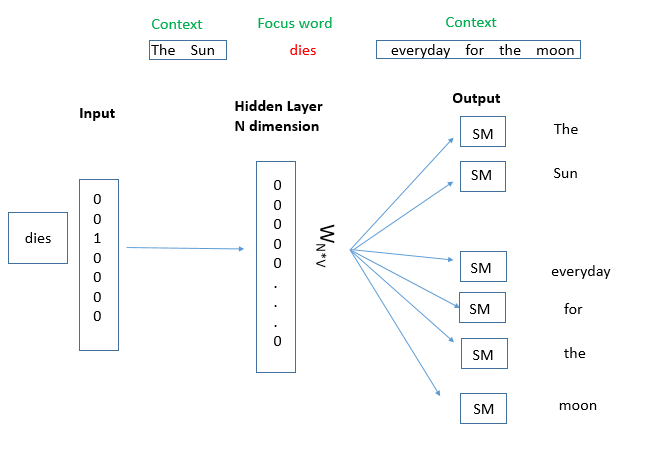 Context Focus word Context
The Sun dies everyday for the moon
Input
Hidden Layer
N dimension
Output
dies
0
0
1
0
0
0
0
0
0
0
0
0
.
.
.
0
W N*V
SM The
SM Sun
SM everyday
SM for
SM the
SM moon